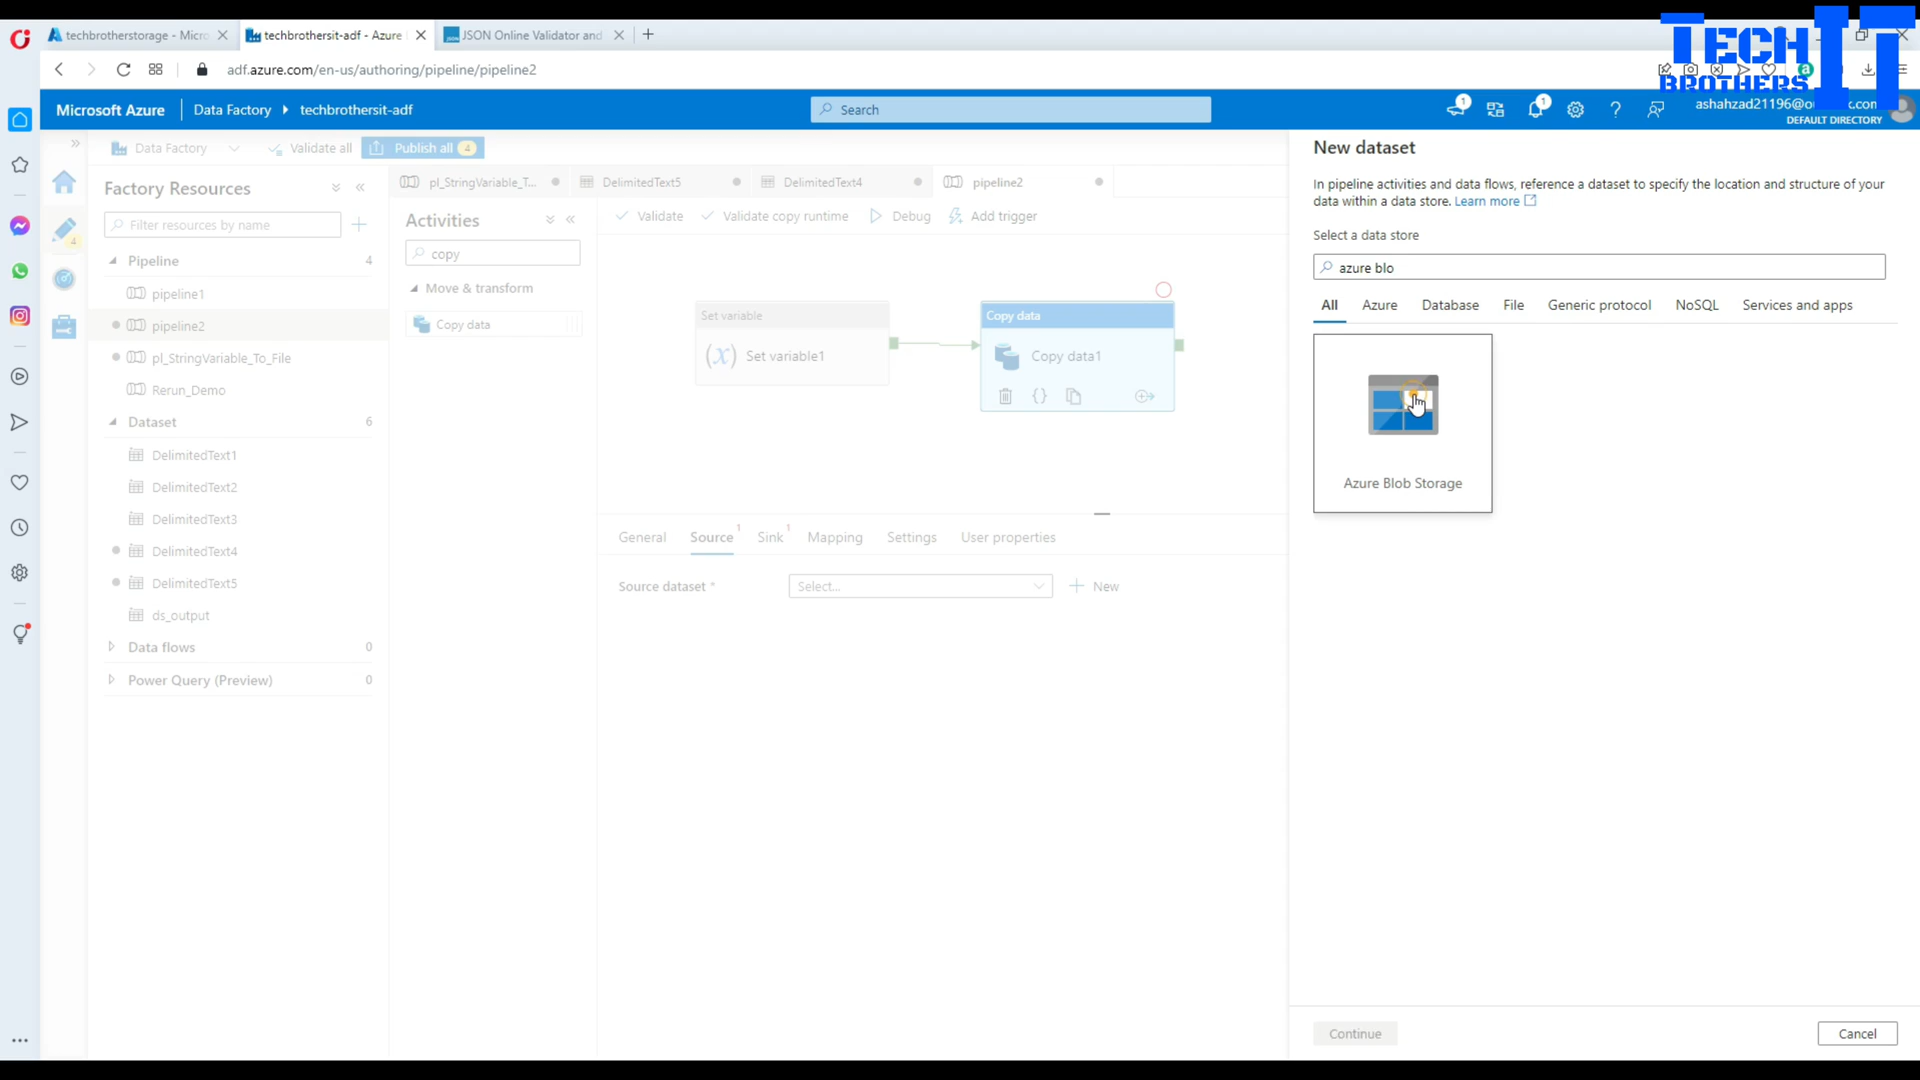 techbrotherstorage - Micro
techbrothersit-adf - Azure
JSON Online Validator and
TECH IT
BROTHERS
adf.azure.com/en-us/authoring/pipeline/pipeline2
Microsoft Azure
Data Factory
techbrothersit-adf
Search
1
1
DEFAULT DIRECTORY
Data Factory
Validate all
Publish all
4
Factory Resources
Filter resources by name
4
Pipeline
4
pipeline1
pipeline2
pl_StringVariable_To_File
Rerun_Demo
Dataset
6
DelimitedText1
DelimitedText2
DelimitedText3
DelimitedText4
DelimitedText5
ds_output
Data flows
0
Power Query (Preview)
0
pl_StringVariable_T...
DelimitedText5
DelimitedText4
pipeline2
Activities
copy
Move & transform
Copy data
Validate
Validate copy runtime
Debug
Add trigger
Set variable
(x)
Set variable1
Copy data
Copy data1
{}
General
Source
1
Sink
1
Mapping
Settings
User properties
Source dataset *
Select...
New
New dataset
In pipeline activities and data flows, reference a dataset to specify the location and structure of your
data within a data store. Learn more
Select a data store
azure blo
All
Azure
Database
File
Generic protocol
NoSQL
Services and apps
Azure Blob Storage
Continue
Cancel